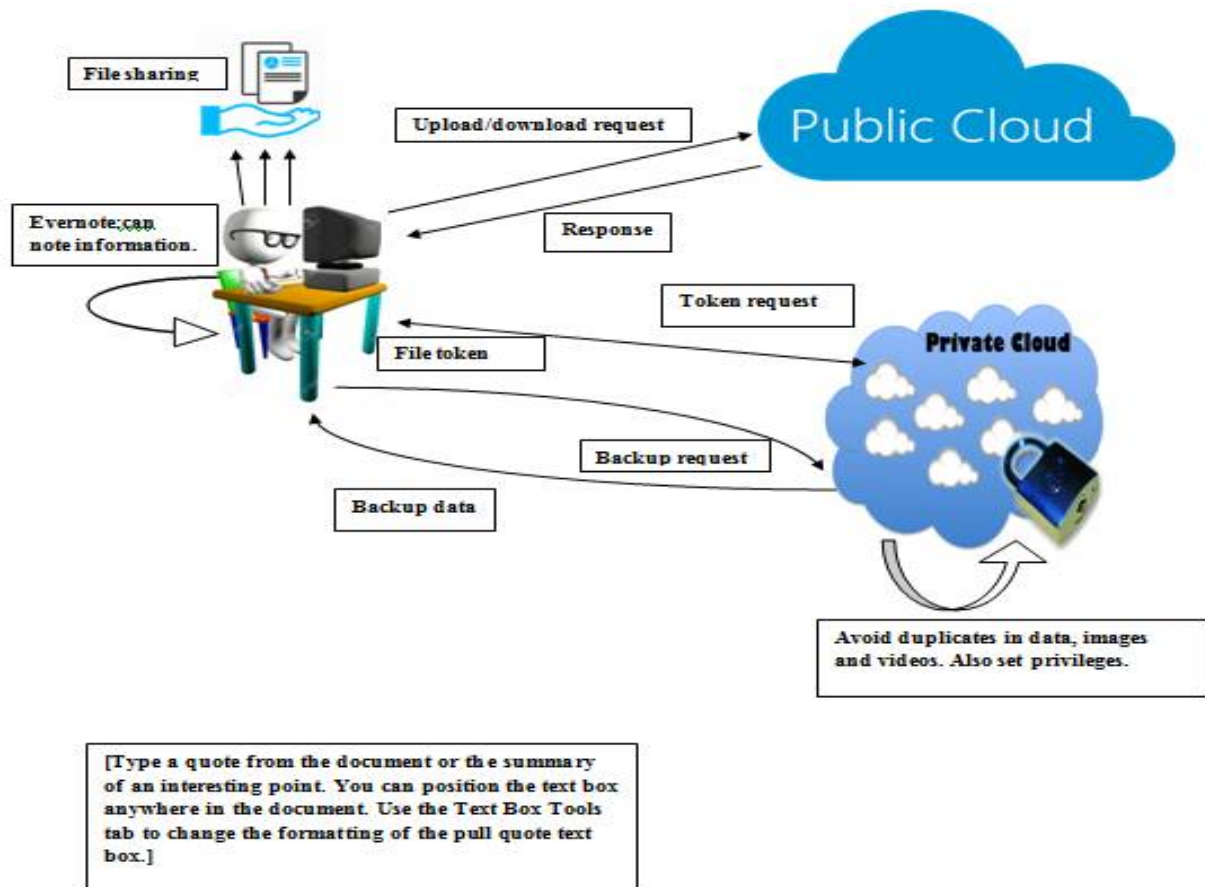 File sharing
Upload/download request
Public Cloud
Evernote:can
note information.
Response
Token request
Private Cloud
File token
Backup request
Backup data
Avoid duplicates in data, images
and videos. Also set privileges.
[Type a quote from the document or the summary
of an interesting point. You can position the text box
anywhere in the document. Use the Text Box Tools
tab to change the formatting of the pull quote text
box.]